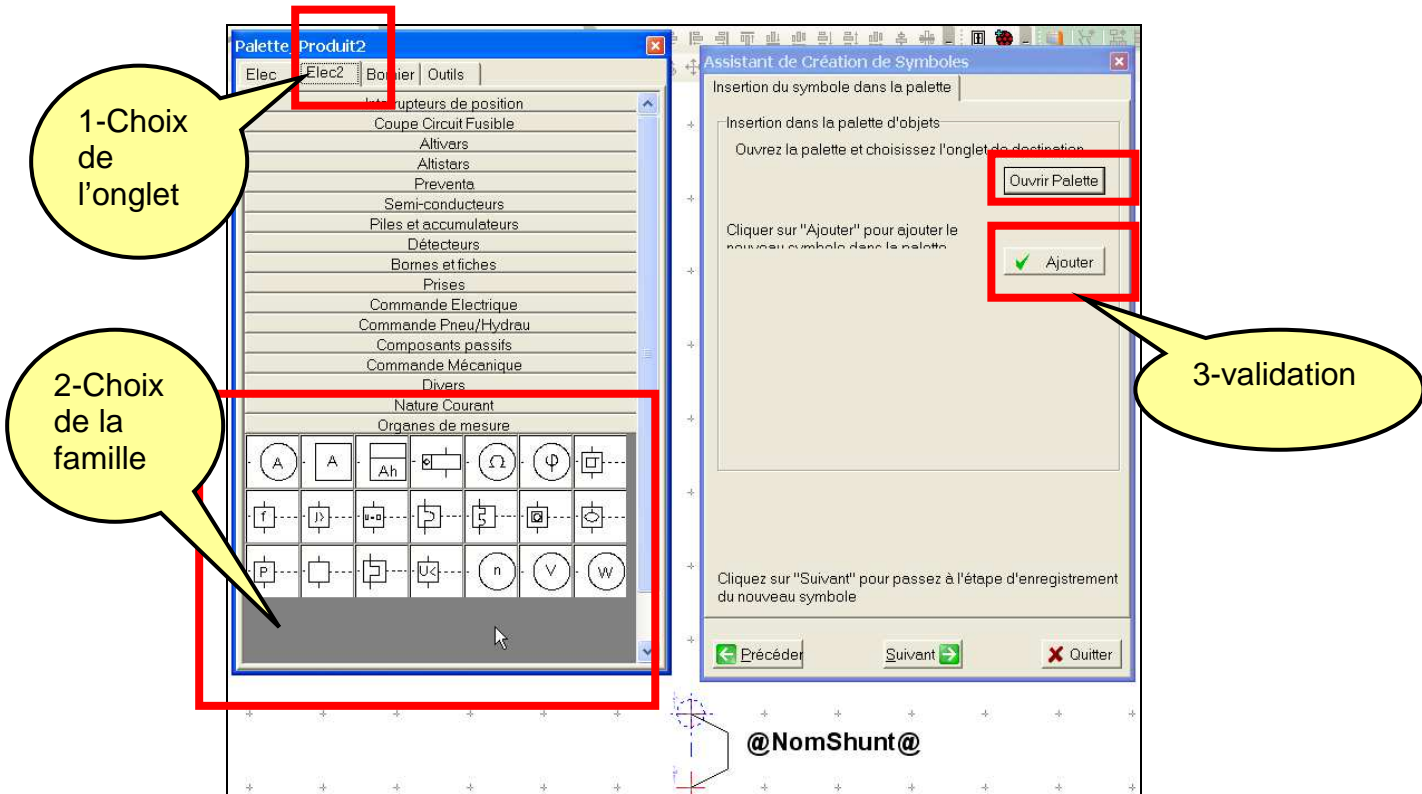 1-Choix
de
l'onglet
2-Choix
de la
famille
Palette_Produit2
Elec Elec2 Bornier Outils
Interrupteurs de position
Coupe Circuit Fusible
Altivars
Altistars
Preventa
Semi-conducteurs
Piles et accumulateurs
Détecteurs
Bornes et fiches
Prises
Commande Electrique
Commande Pneu/Hydrau
Composants passifs
Commande Mécanique
Divers
Nature Courant
Organes de mesure
A A Ah Ω φ
f
P U< n V W
Assistant de Création de Symboles
Insertion du symbole dans la palette
Insertion dans la palette d'objets
Ouvrez la palette et choisissez l'onglet de destination
Ouvrir Palette
Cliquer sur "Ajouter" pour ajouter le
nouveau symbole dans la palette
Ajouter
Cliquez sur "Suivant" pour passez à l'étape d'enregistrement
du nouveau symbole
Précéder Suivant Quitter
3-validation
@NomShunt@